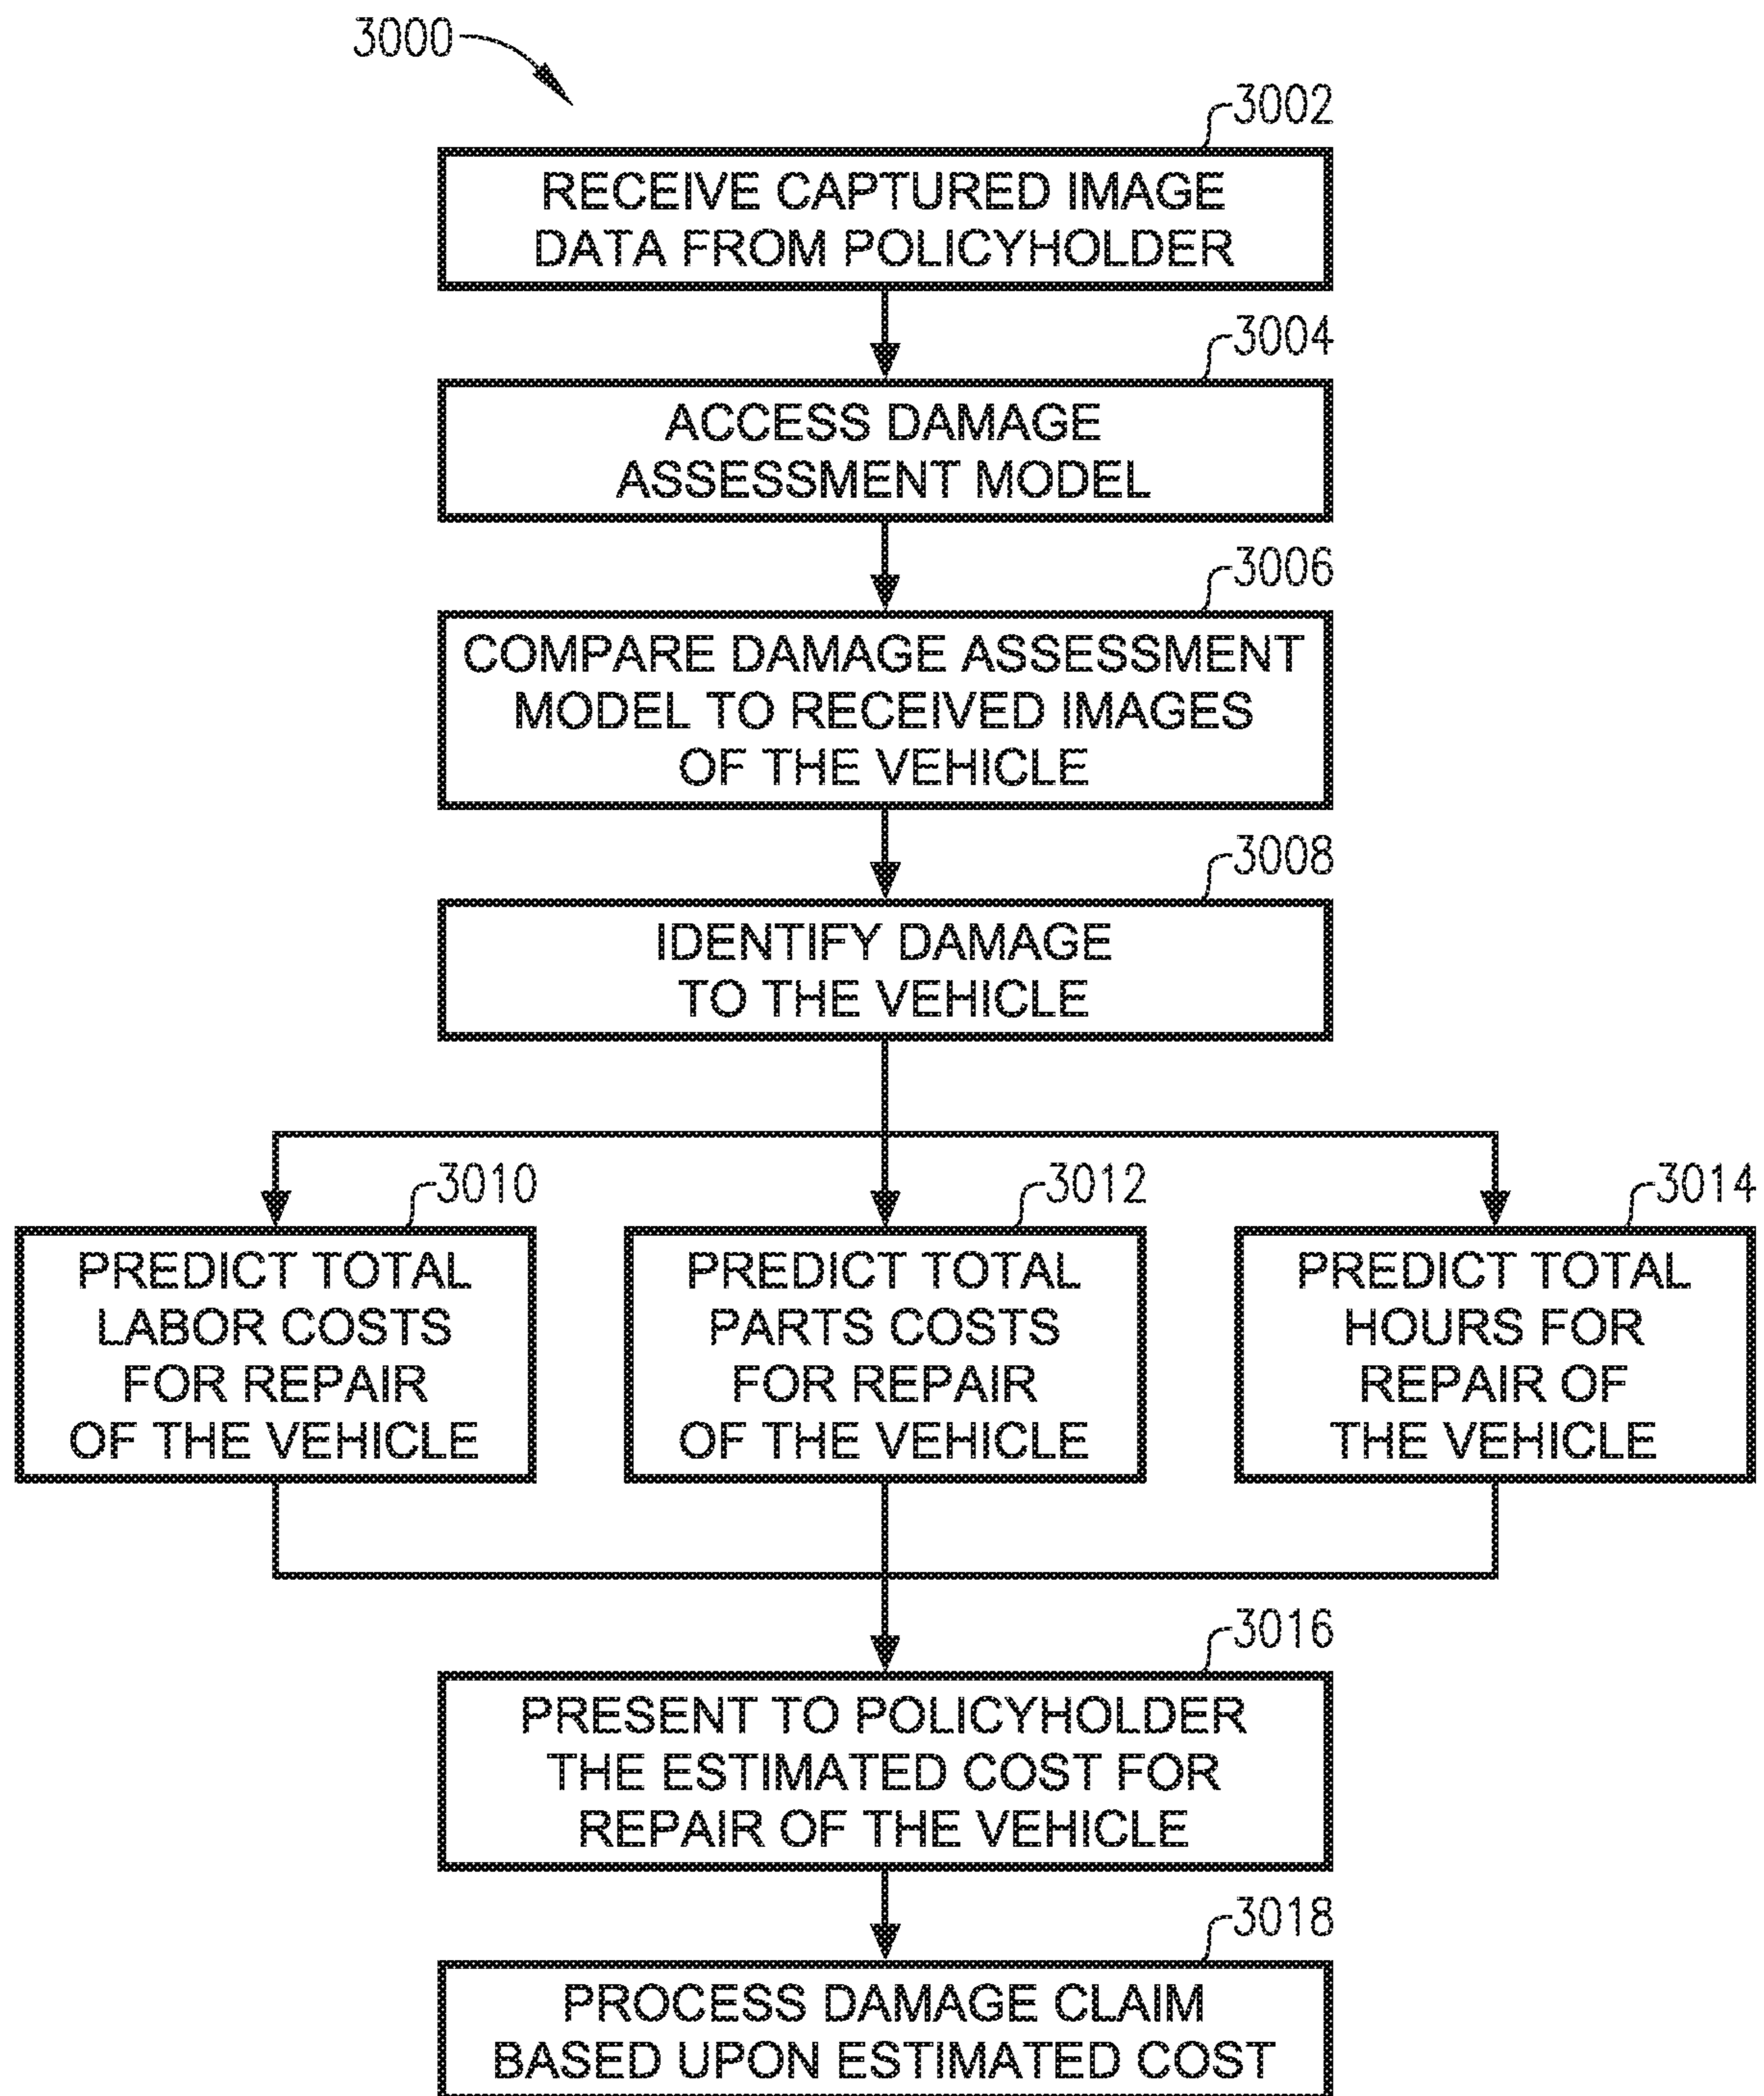 3000
3002
RECEIVE CAPTURED IMAGE
DATA FROM POLICYHOLDER
3004
ACCESS DAMAGE
ASSESSMENT MODEL
3006
COMPARE DAMAGE ASSESSMENT
MODEL TO RECEIVED IMAGES
OF THE VEHICLE
3008
IDENTIFY DAMAGE
TO THE VEHICLE
3010
PREDICT TOTAL
LABOR COSTS
FOR REPAIR
OF THE VEHICLE
3012
PREDICT TOTAL
PARTS COSTS
FOR REPAIR
OF THE VEHICLE
3014
PREDICT TOTAL
HOURS FOR
REPAIR OF
THE VEHICLE
3016
PRESENT TO POLICYHOLDER
THE ESTIMATED COST FOR
REPAIR OF THE VEHICLE
3018
PROCESS DAMAGE CLAIM
BASED UPON ESTIMATED COST